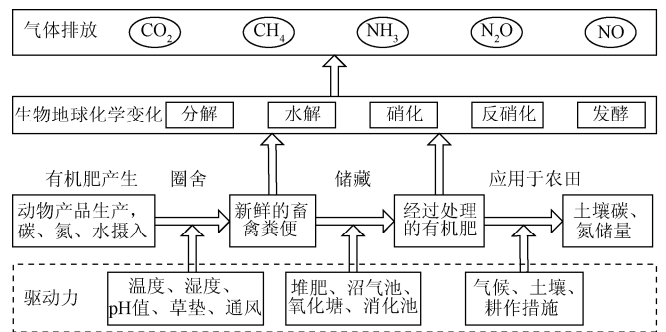 气体排放 CO2 CH4 NH3 N2O NO
生物地球化学变化 分解 水解 硝化 反硝化 发酵
有机肥产生 圈舍 储藏 应用于农田
动物产品生产，
碳、氮、水摄入
新鲜的畜
禽粪便
经过处理
的有机肥
土壤碳、
氮储量
驱动力
温度、湿度、
pH值、草垫、通风
堆肥、沼气池、
氧化塘、消化池
气候、土壤、
耕作措施